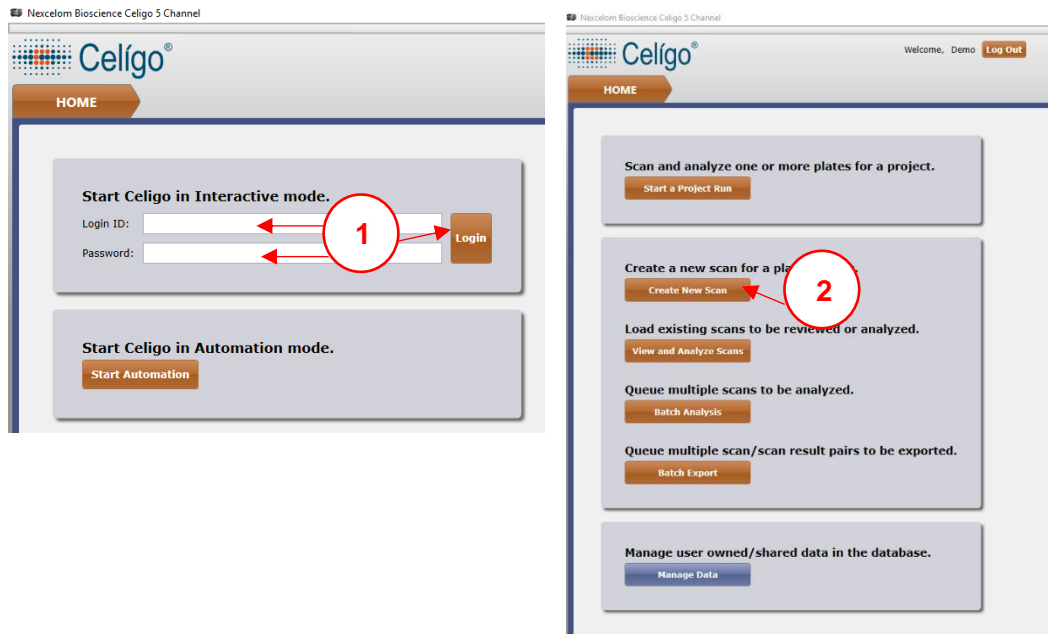 Nexcelom Bioscience Celigo 5 Channel
Celígo®
HOME
Start Celigo in Interactive mode.
Login ID:
Password:
Login
1
Start Celigo in Automation mode.
Start Automation
Nexcelom Bioscience Celigo 5 Channel
Celígo®
Welcome, Demo Log Out
HOME
Scan and analyze one or more plates for a project.
Start a Project Run
Create a new scan for a
Create New Scan
2
Load existing scans to be reviewed or analyzed.
View and Analyze Scans
Queue multiple scans to be analyzed.
Batch Analysis
Queue multiple scan/scan result pairs to be exported.
Batch Export
Manage user owned/shared data in the database.
Manage Data